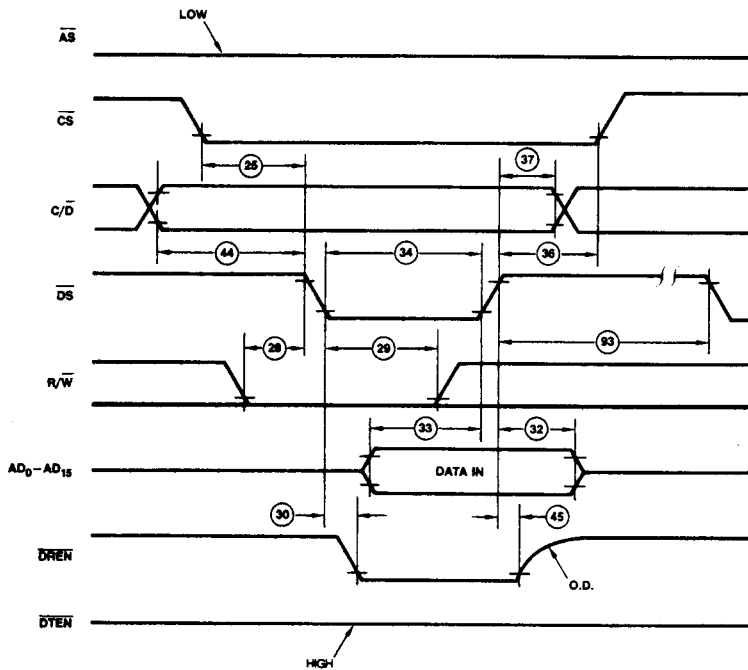 LOW
AS
CS
25
37
C/D
44
34
36
DS
28
29
93
R/W
33
32
AD0–AD15
DATA IN
30
45
DREN
O.D.
DTEN
HIGH